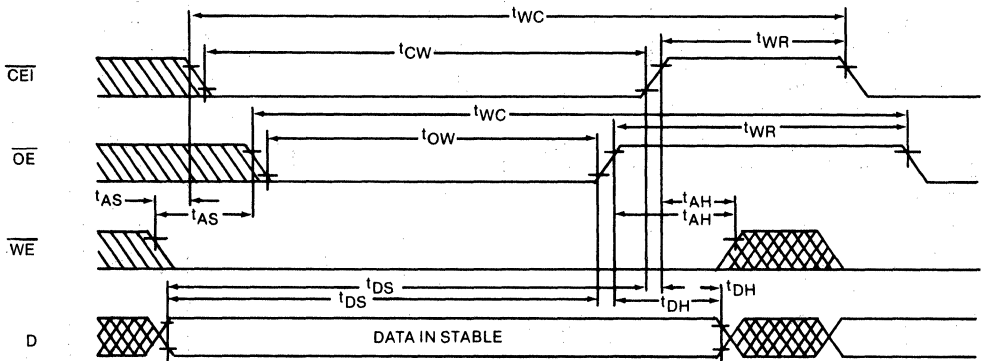 tWC
tCW
tWR
CEI
tWC
tOW
tWR
OE
tAS
tAS
tAH
tAH
WE
tDS
tDH
tDS
tDH
D
DATA IN STABLE